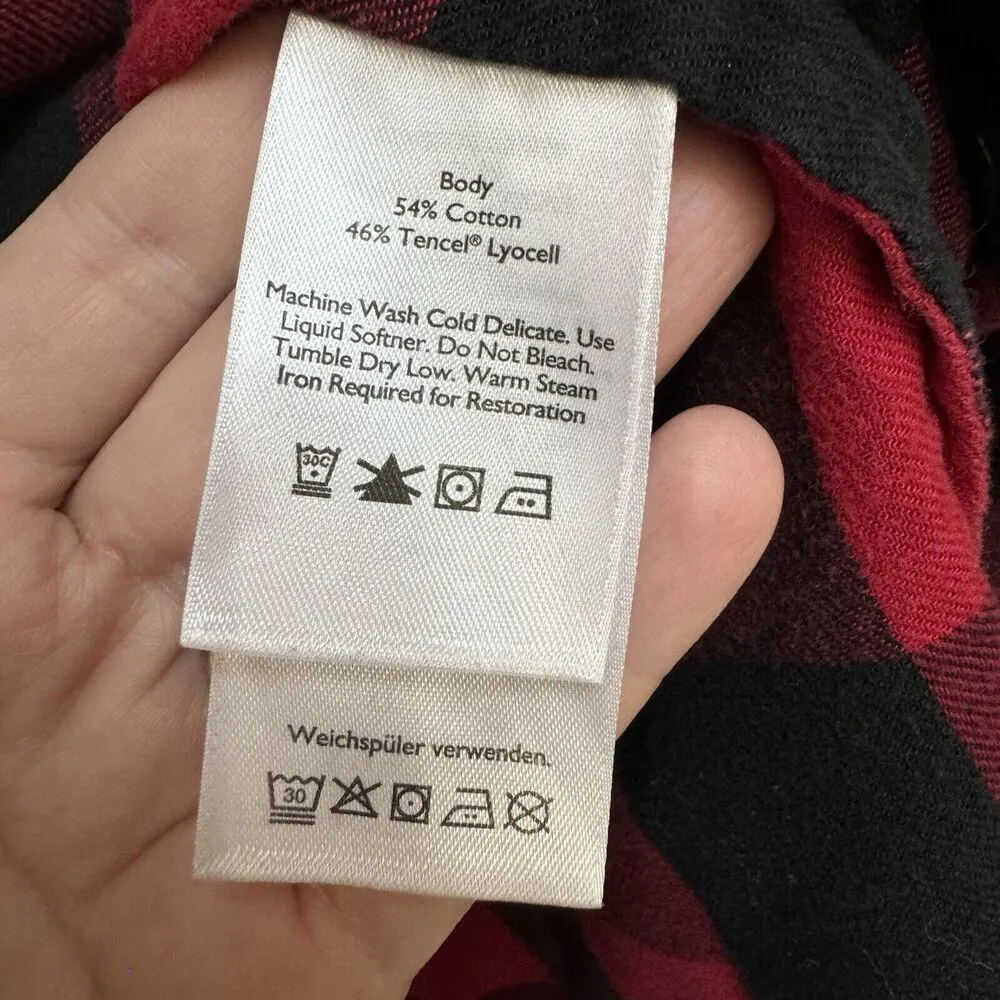 Body
54% Cotton
46% Tencel® Lyocell
Machine Wash Cold Delicate. Use
Liquid Softner. Do Not Bleach.
Tumble Dry Low. Warm Steam
Iron Required for Restoration
30C
Weichspüler verwenden.
30